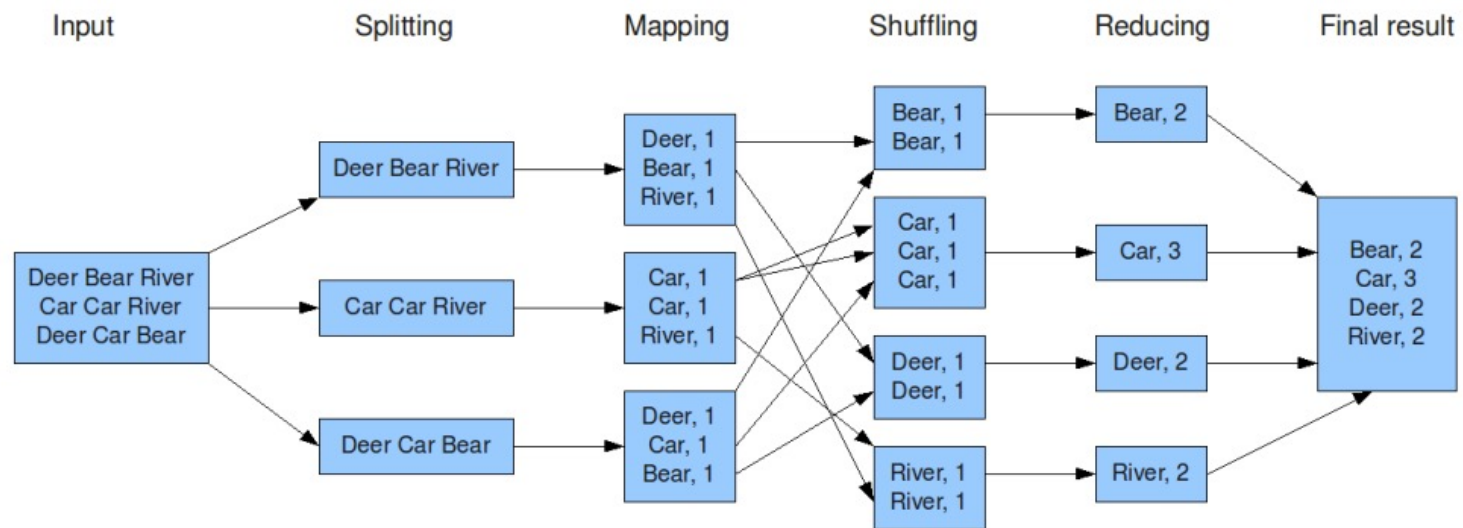 Input
Splitting
Mapping
Shuffling
Reducing
Final result
Deer Bear River
Car Car River
Deer Car Bear
Deer Bear River
Car Car River
Deer Car Bear
Deer, 1
Bear, 1
River, 1
Car, 1
Car, 1
River, 1
Deer, 1
Car, 1
Bear, 1
Bear, 1
Bear, 1
Car, 1
Car, 1
Car, 1
Deer, 1
Deer, 1
River, 1
River, 1
Bear, 2
Car, 3
Deer, 2
River, 2
Bear, 2
Car, 3
Deer, 2
River, 2